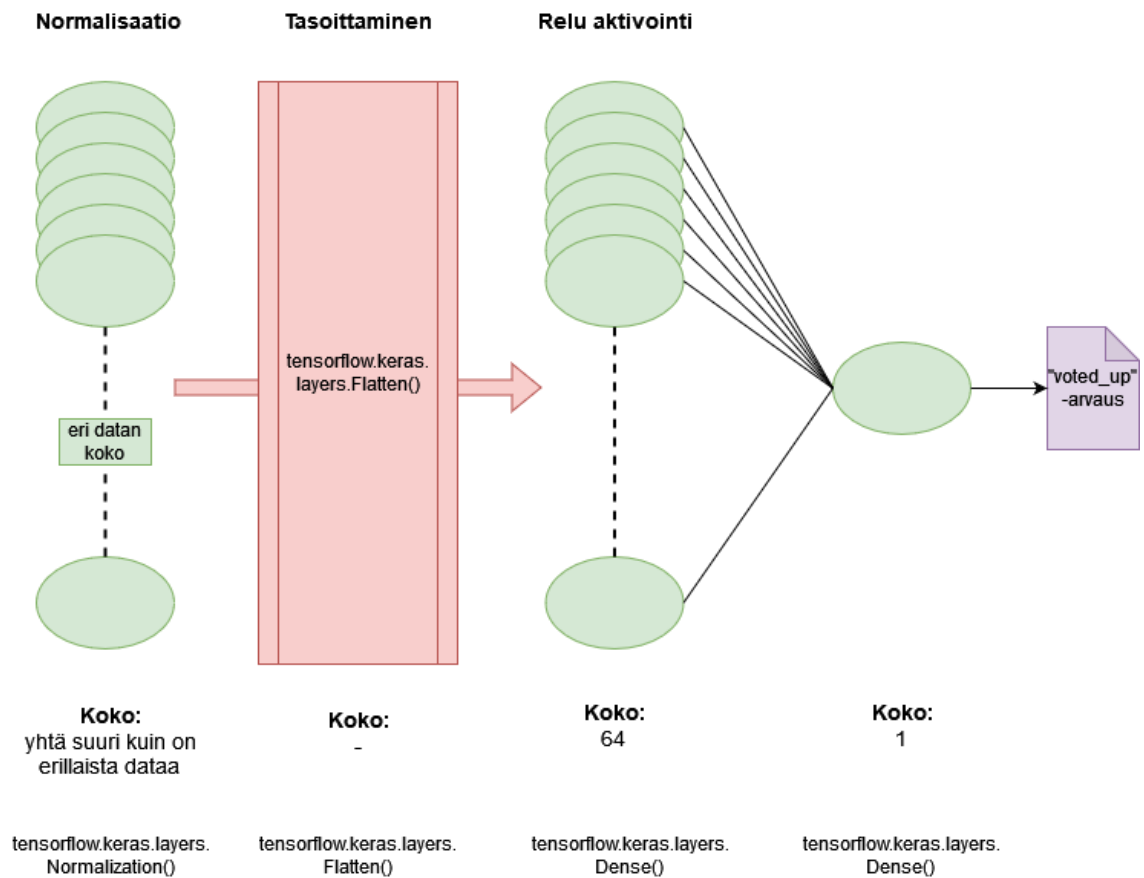 Normalisaatio
Tasoittaminen
Relu aktivointi
tensorflow.keras.
layers.Flatten()
"voted_up"
-arvaus
eri datan
koko
Koko:
yhtä suuri kuin on
erillaista dataa
Koko:
-
Koko:
64
Koko:
1
tensorflow.keras.layers.
Normalization()
tensorflow.keras.layers.
Flatten()
tensorflow.keras.layers.
Dense()
tensorflow.keras.layers.
Dense()